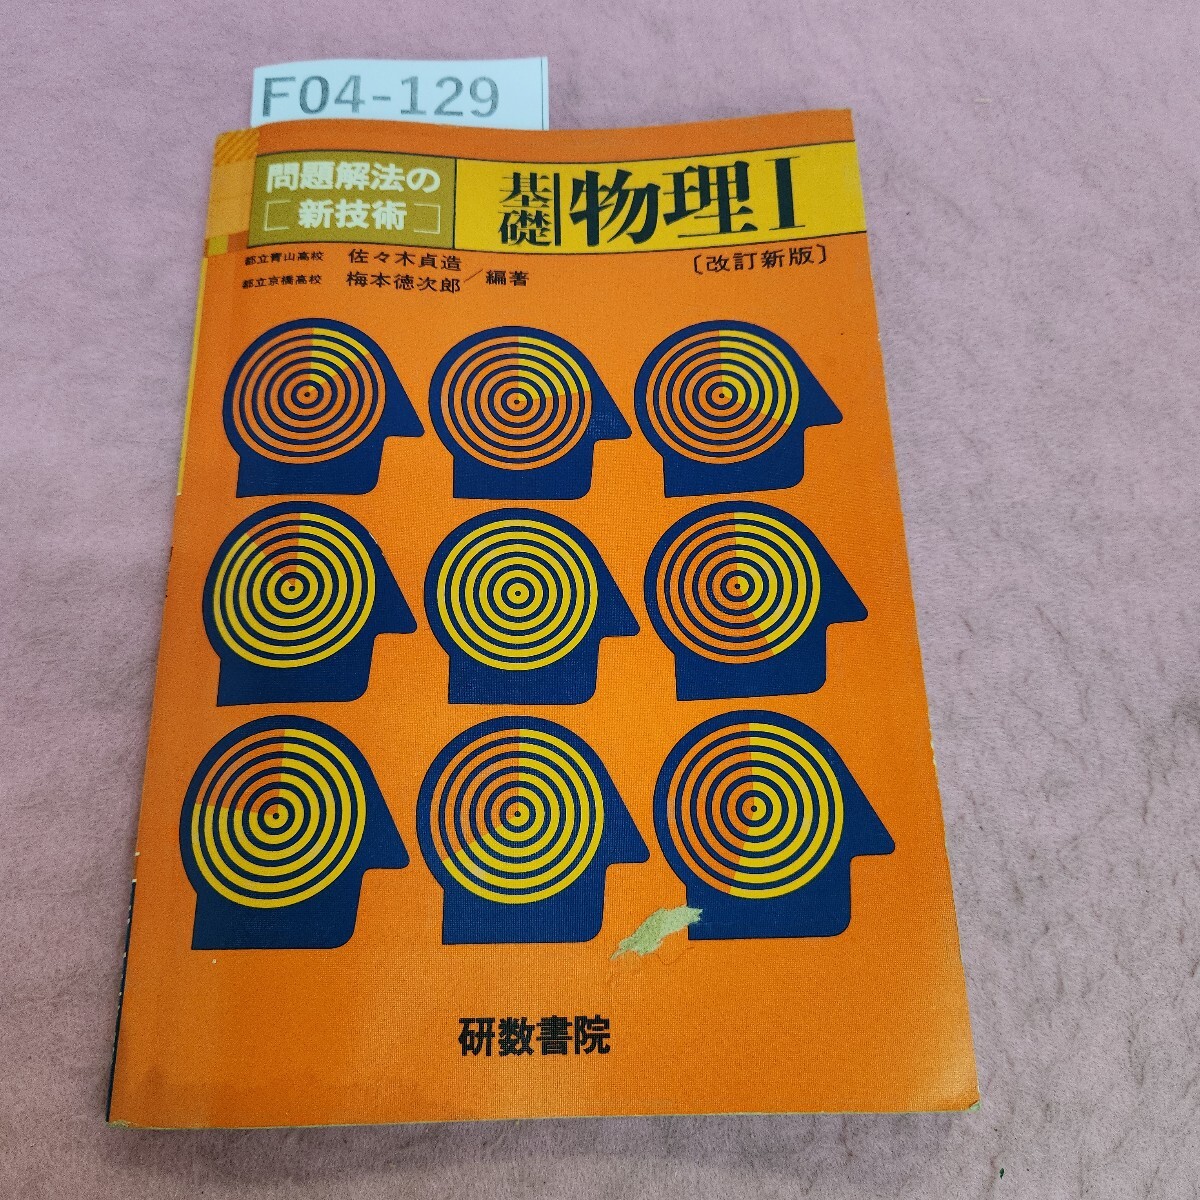 F04-129
問題解法の
[新技術]
基礎 物理I
〔改訂新版〕
都立青山高校 佐々木貞造
都立京橋高校 梅本徳次郎/編著
研数書院